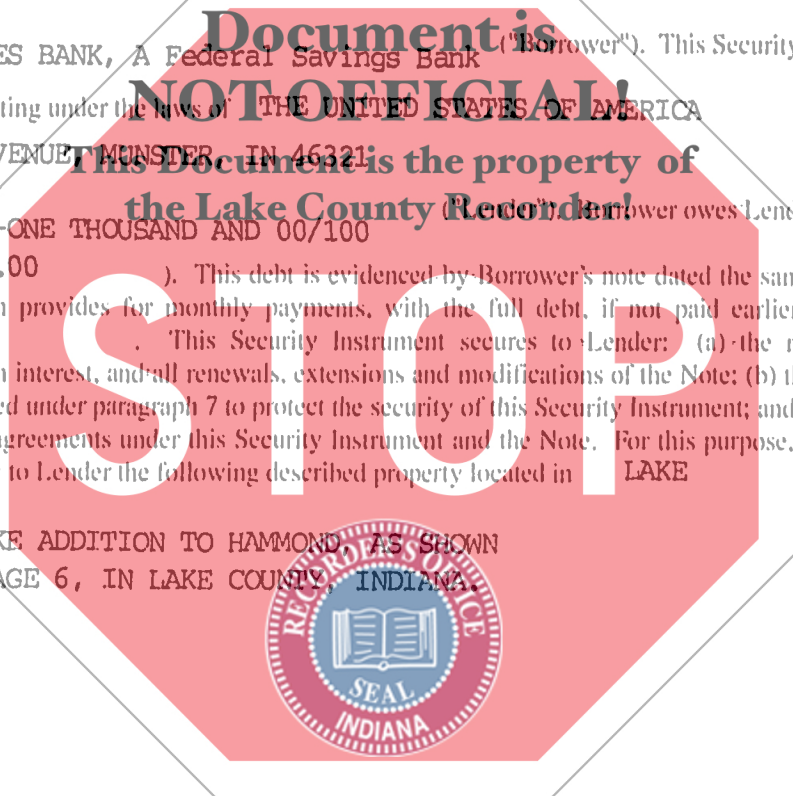 Document is
ES BANK, A Federal Savings Bank ("Borrower"). This Security
NOT OFFICIAL!
ting under the laws of THE UNITED STATES OF AMERICA
VENUE, MUNSTER, IN 46321
This Document is the property of
the Lake County Recorder!
("Lender"). Borrower owes Lend
-ONE THOUSAND AND 00/100
.00 ). This debt is evidenced by Borrower's note dated the sam
n provides for monthly payments, with the full debt, if not paid earlier
. This Security Instrument secures to Lender: (a) the r
n interest, and all renewals, extensions and modifications of the Note; (b) th
ed under paragraph 7 to protect the security of this Security Instrument; and
agreements under this Security Instrument and the Note. For this purpose,
to Lender the following described property located in LAKE
STOP
KE ADDITION TO HAMMOND, AS SHOWN
AGE 6, IN LAKE COUNTY, INDIANA.
RECORDER'S OFFICE
SEAL
INDIANA